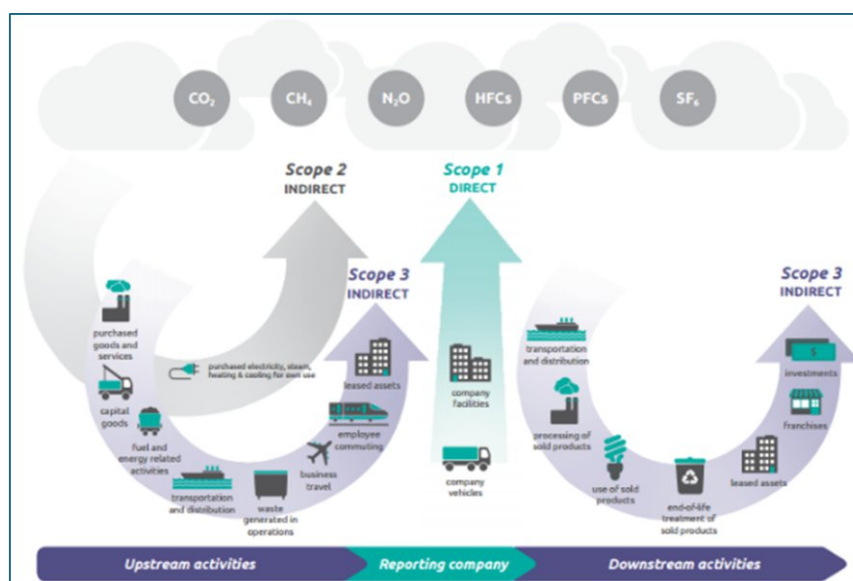 CO₂ CH₄ N₂O HFCs PFCs SF₆
Scope 2
INDIRECT
Scope 1
DIRECT
Scope 3
INDIRECT
Scope 3
INDIRECT
purchased
goods and
services
capital
goods
fuel and
energy related
activities
transportation
and distribution
waste
generated in
operations
business
travel
employee
commuting
leased assets
purchased electricity, steam,
heating & cooling for own use
company
facilities
company
vehicles
transportation
and distribution
processing of
sold products
use of sold
products
end-of-life
treatment of
sold products
leased assets
franchises
$
investments
Upstream activities
Reporting company
Downstream activities